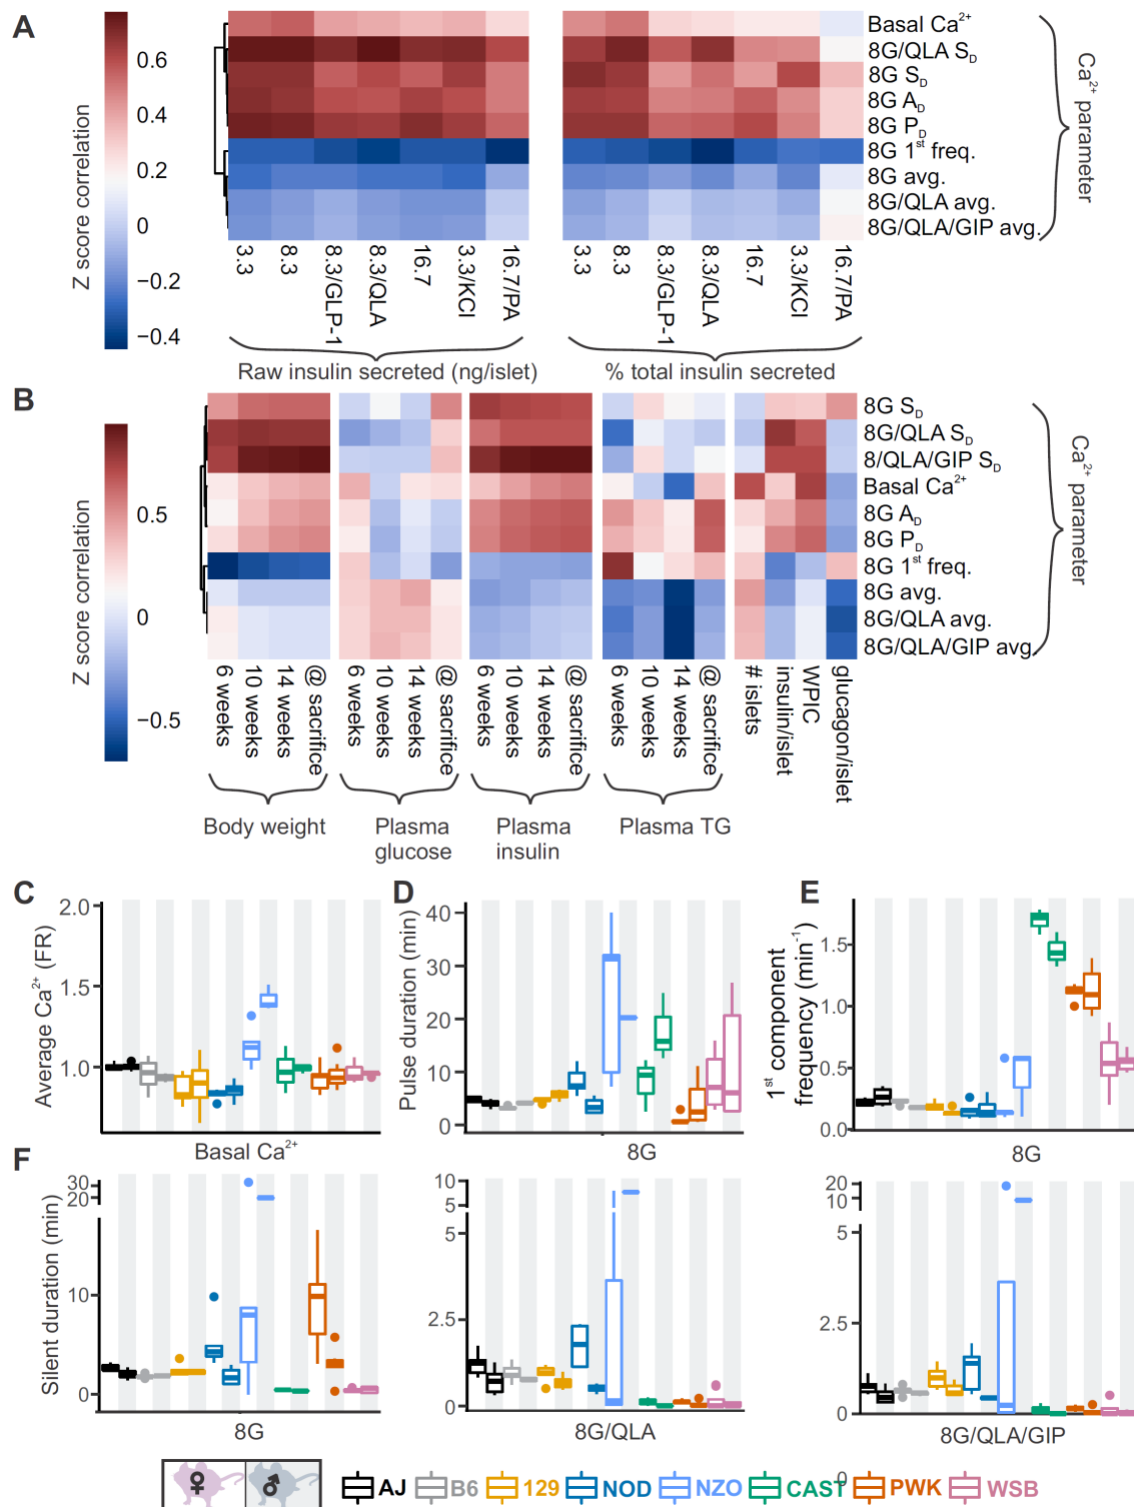 A
Z score correlation
0.6
0.4
0.2
0
−0.2
−0.4
Basal Ca²⁺
8G/QLA S_D
8G S_D
8G A_D
8G P_D
8G 1ˢᵗ freq.
8G avg.
8G/QLA avg.
8G/QLA/GIP avg.
Ca²⁺ parameter
3.3
8.3
8.3/GLP-1
8.3/QLA
16.7
3.3/KCl
16.7/PA
3.3
8.3
8.3/GLP-1
8.3/QLA
16.7
3.3/KCl
16.7/PA
Raw insulin secreted (ng/islet)
% total insulin secreted
B
Z score correlation
0.5
0
−0.5
8G S_D
8G/QLA S_D
8/QLA/GIP S_D
Basal Ca²⁺
8G A_D
8G P_D
8G 1ˢᵗ freq.
8G avg.
8G/QLA avg.
8G/QLA/GIP avg
Ca²⁺ parameter
6 weeks
10 weeks
14 weeks
@ sacrifice
6 weeks
10 weeks
14 weeks
@ sacrifice
6 weeks
10 weeks
14 weeks
@ sacrifice
6 weeks
10 weeks
14 weeks
@ sacrifice
# islets
insulin/islet
WPIC
glucagon/islet
Body weight
Plasma
glucose
Plasma
insulin
Plasma TG
C
Average Ca²⁺ (FR)
2.0
1.5
1.0
Basal Ca²⁺
D
Pulse duration (min)
40
30
20
10
0
8G
E
1ˢᵗ component
frequency (min⁻¹)
1.5
1.0
0.5
0.0
8G
F
Silent duration (min)
30
20
10
0
8G
10
5
5
2.5
0
8G/QLA
20
10
5
2.5
0
8G/QLA/GIP
♀ ♂ AJ B6 129 NOD NZO CAST 0 PWK WSB